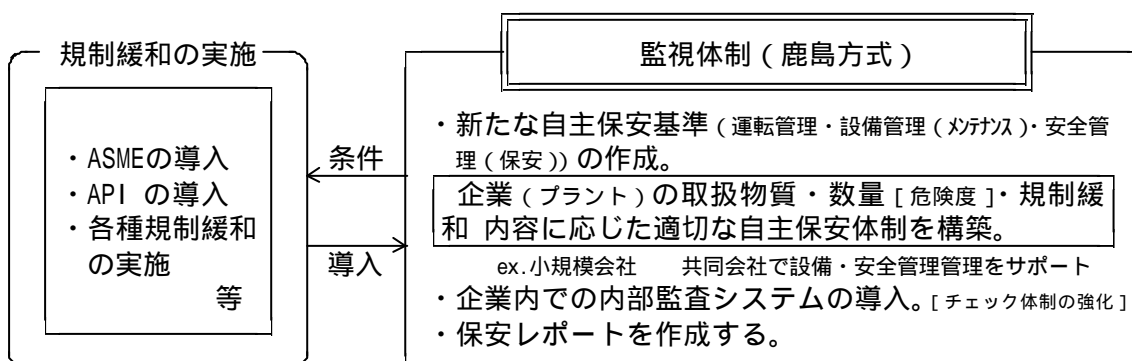 規制緩和の実施
・ASMEの導入
・API の導入
・各種規制緩和
の実施
等
条件
導入
監視体制(鹿島方式)
・新たな自主保安基準(運転管理・設備管理(メンテナンス)・安全管
理(保安))の作成。
企業(プラント)の取扱物質・数量[危険度]・規制緩
和 内容に応じた適切な自主保安体制を構築。
ex.小規模会社 共同会社で設備・安全管理管理をサポート
・企業内での内部監査システムの導入。[チェック体制の強化]
・保安レポートを作成する。